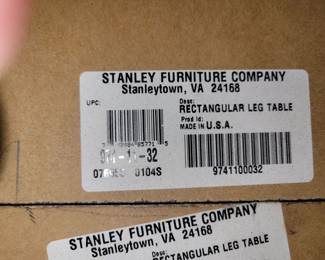 STANLEY FURNITURE COMPANY
Stanleytown, VA 24168
UPC:
Desc:
RECTANGULAR LEG TABLE
Prod Id:
MADE IN U.S.A.
9741100032
0104S
STANLEY FURNITURE COMPANY
Stanleytown, VA 24168
Desc:
RECTANGULAR LEG TABLE